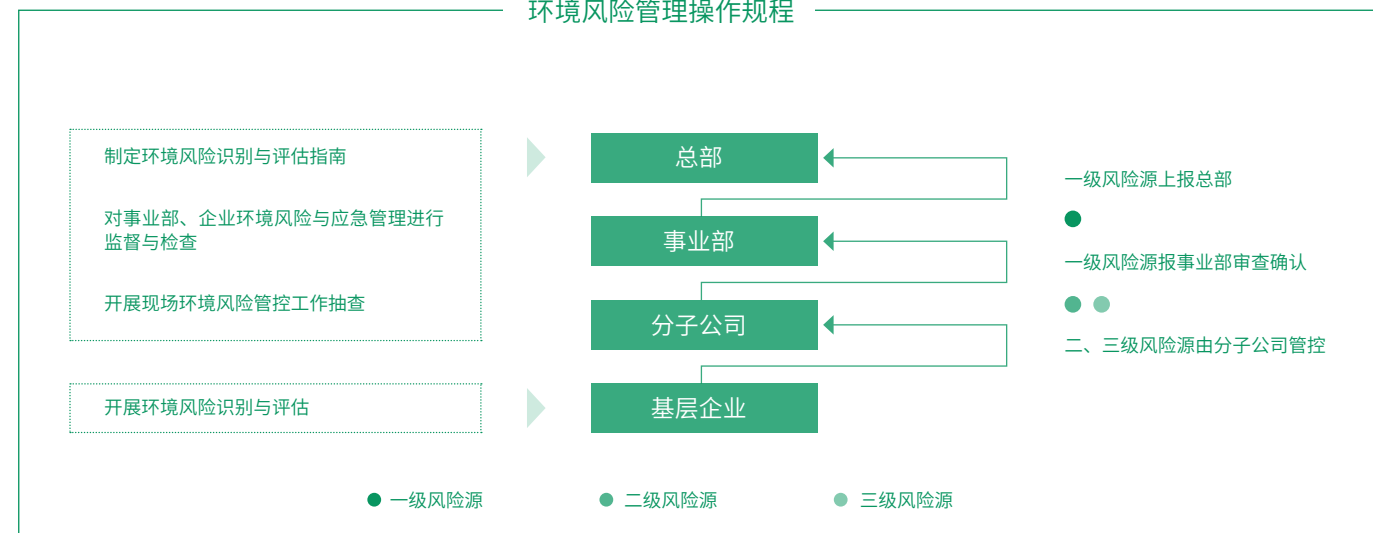 环境风险管理操作规程
制定环境风险识别与评估指南
对事业部、企业环境风险与应急管理进行
监督与检查
开展现场环境风险管控工作抽查
开展环境风险识别与评估
总部
事业部
分子公司
基层企业
一级风险源上报总部
一级风险源报事业部审查确认
二、三级风险源由分子公司管控
一级风险源
二级风险源
三级风险源